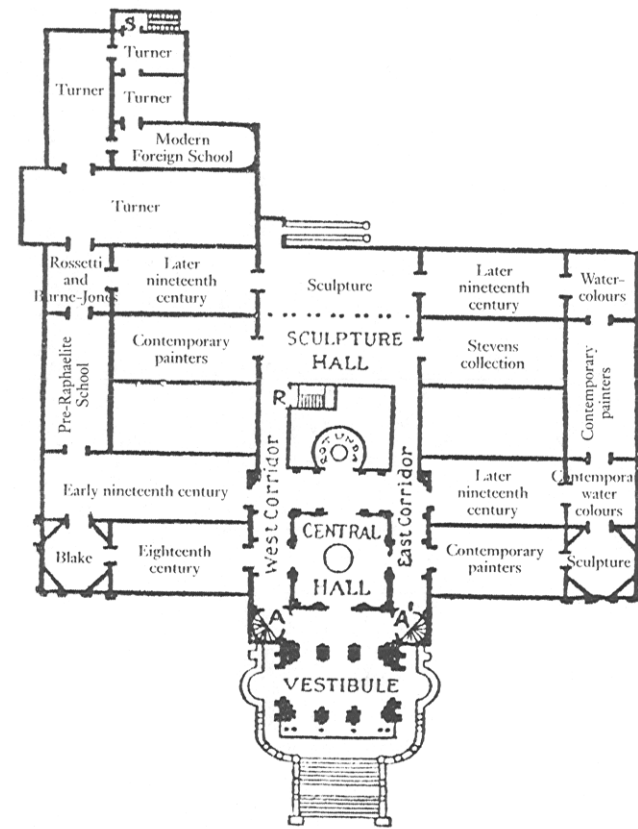 S
Turner
Turner
Turner
Modern
Foreign School
Turner
Rossetti
and
Burne-Jones
Later
nineteenth
century
Sculpture
Later
nineteenth
century
Water-
colours
Contemporary
painters
SCULPTURE
HALL
Stevens
collection
Pre-Raphaelite
School
Contemporary
painters
R
ROTUNDA
West Corridor
East Corridor
Early nineteenth century
Later
nineteenth
century
Contemporary
water
colours
Blake
Eighteenth
century
CENTRAL
HALL
Contemporary
painters
Sculpture
A
A'
VESTIBULE